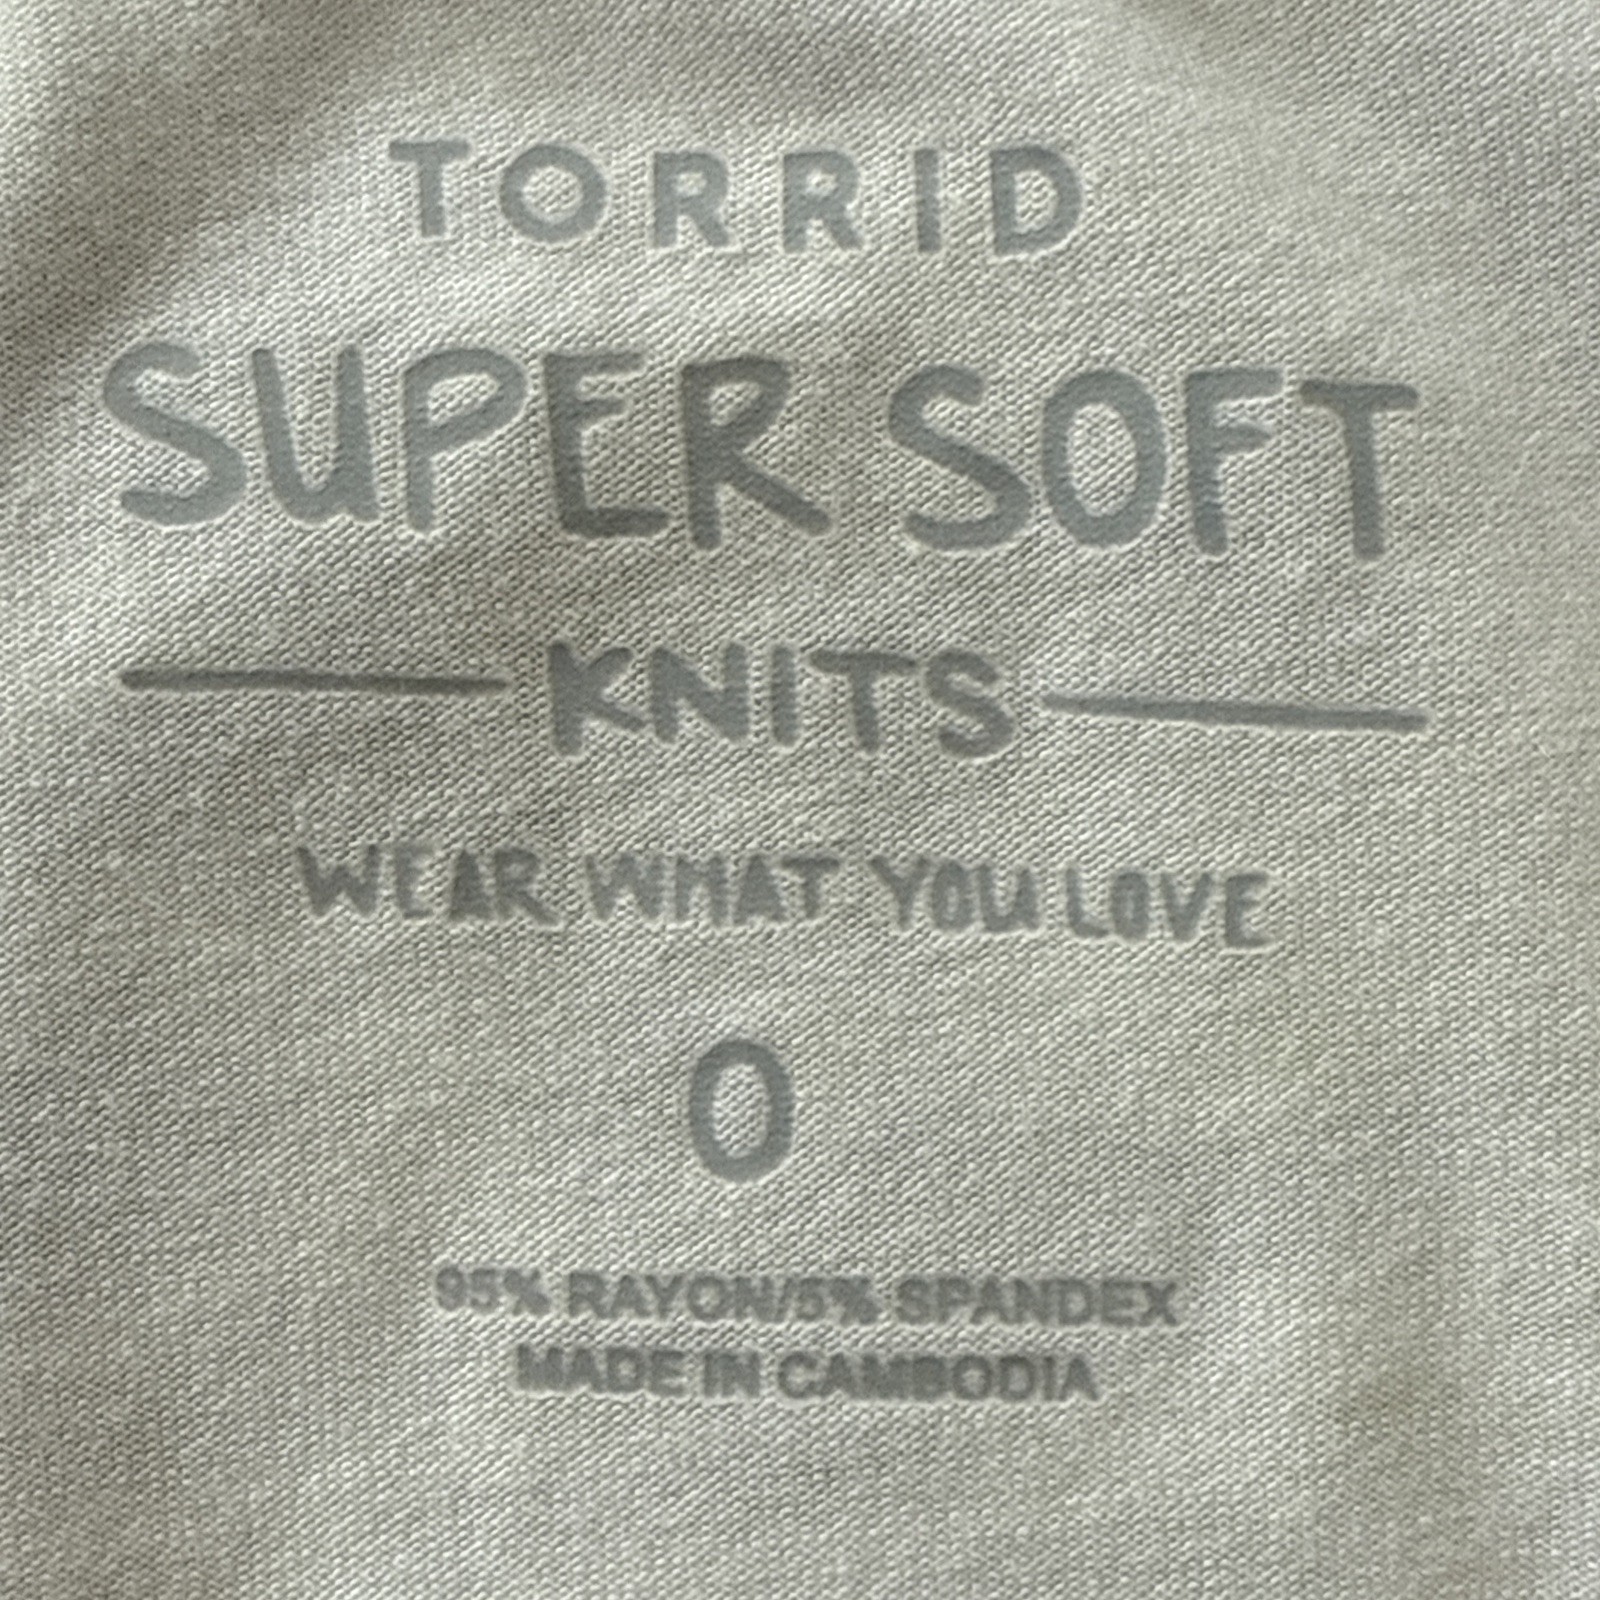 TORRID
SUPER SOFT
KNITS
WEAR WHAT YOU LOVE
0
95% RAYON/5% SPANDEX
MADE IN CAMBODIA